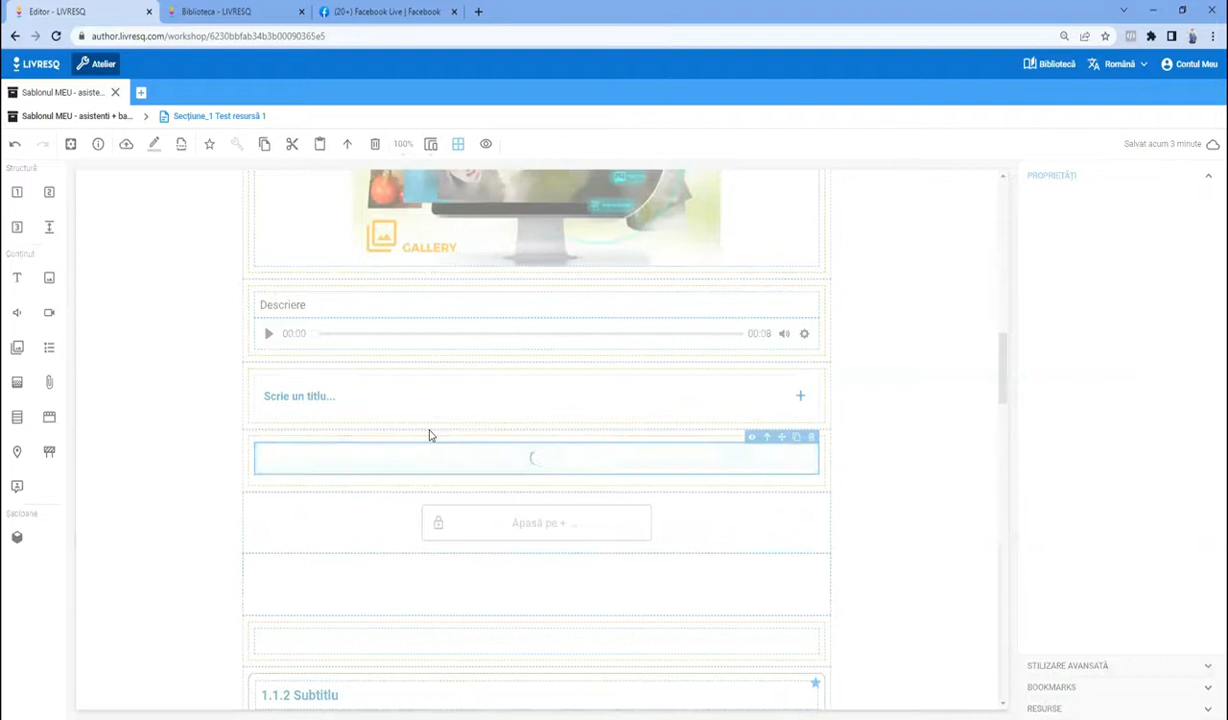 Editor - LIVRESQ
Biblioteca - LIVRESQ
(20+) Facebook Live | Facebook
author.livresq.com/workshop/6230bbfab34b3b00090365e5
LIVRESQ
Atelier
Bibliotecă
Română
Contul Meu
Sablonul MEU - asiste...
Sablonul MEU - asistenti + ba...
Secțiune_1 Test resursă 1
100%
Salvat acum 3 minute
Structură
PROPRIETĂȚI
GALLERY
Conținut
Descriere
00:00
00:08
Scrie un titlu...
Apasă pe + ...
Șabloane
1.1.2 Subtitlu
STILIZARE AVANSATĂ
BOOKMARKS
RESURSE